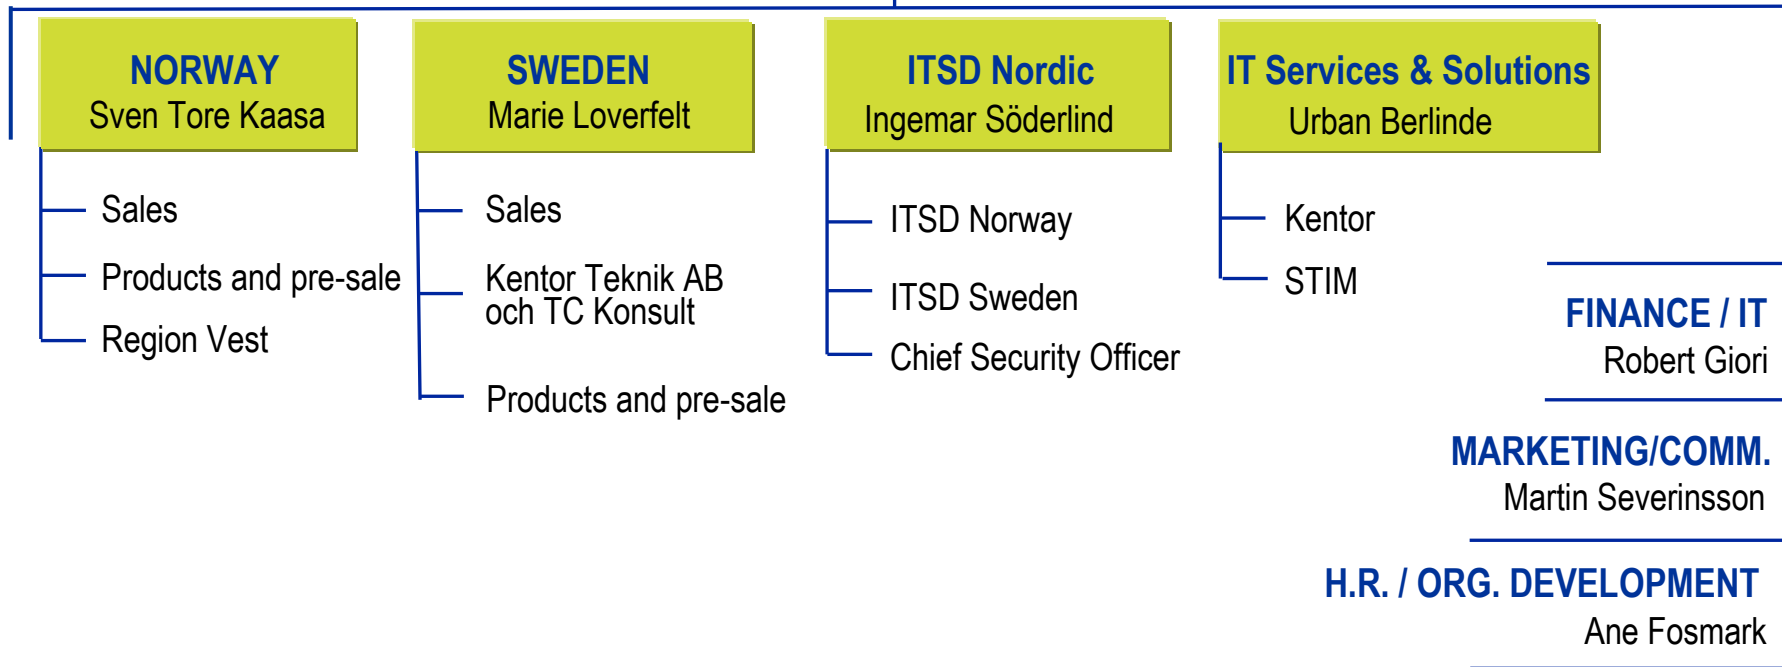 NORWAY
Sven Tore Kaasa
Sales
Products and pre-sale
Region Vest
SWEDEN
Marie Loverfelt
Sales
Kentor Teknik AB
och TC Konsult
Products and pre-sale
ITSD Nordic
Ingemar Söderlind
ITSD Norway
ITSD Sweden
Chief Security Officer
IT Services & Solutions
Urban Berlinde
Kentor
STIM
FINANCE / IT
Robert Giori
MARKETING/COMM.
Martin Severinsson
H.R. / ORG. DEVELOPMENT
Ane Fosmark